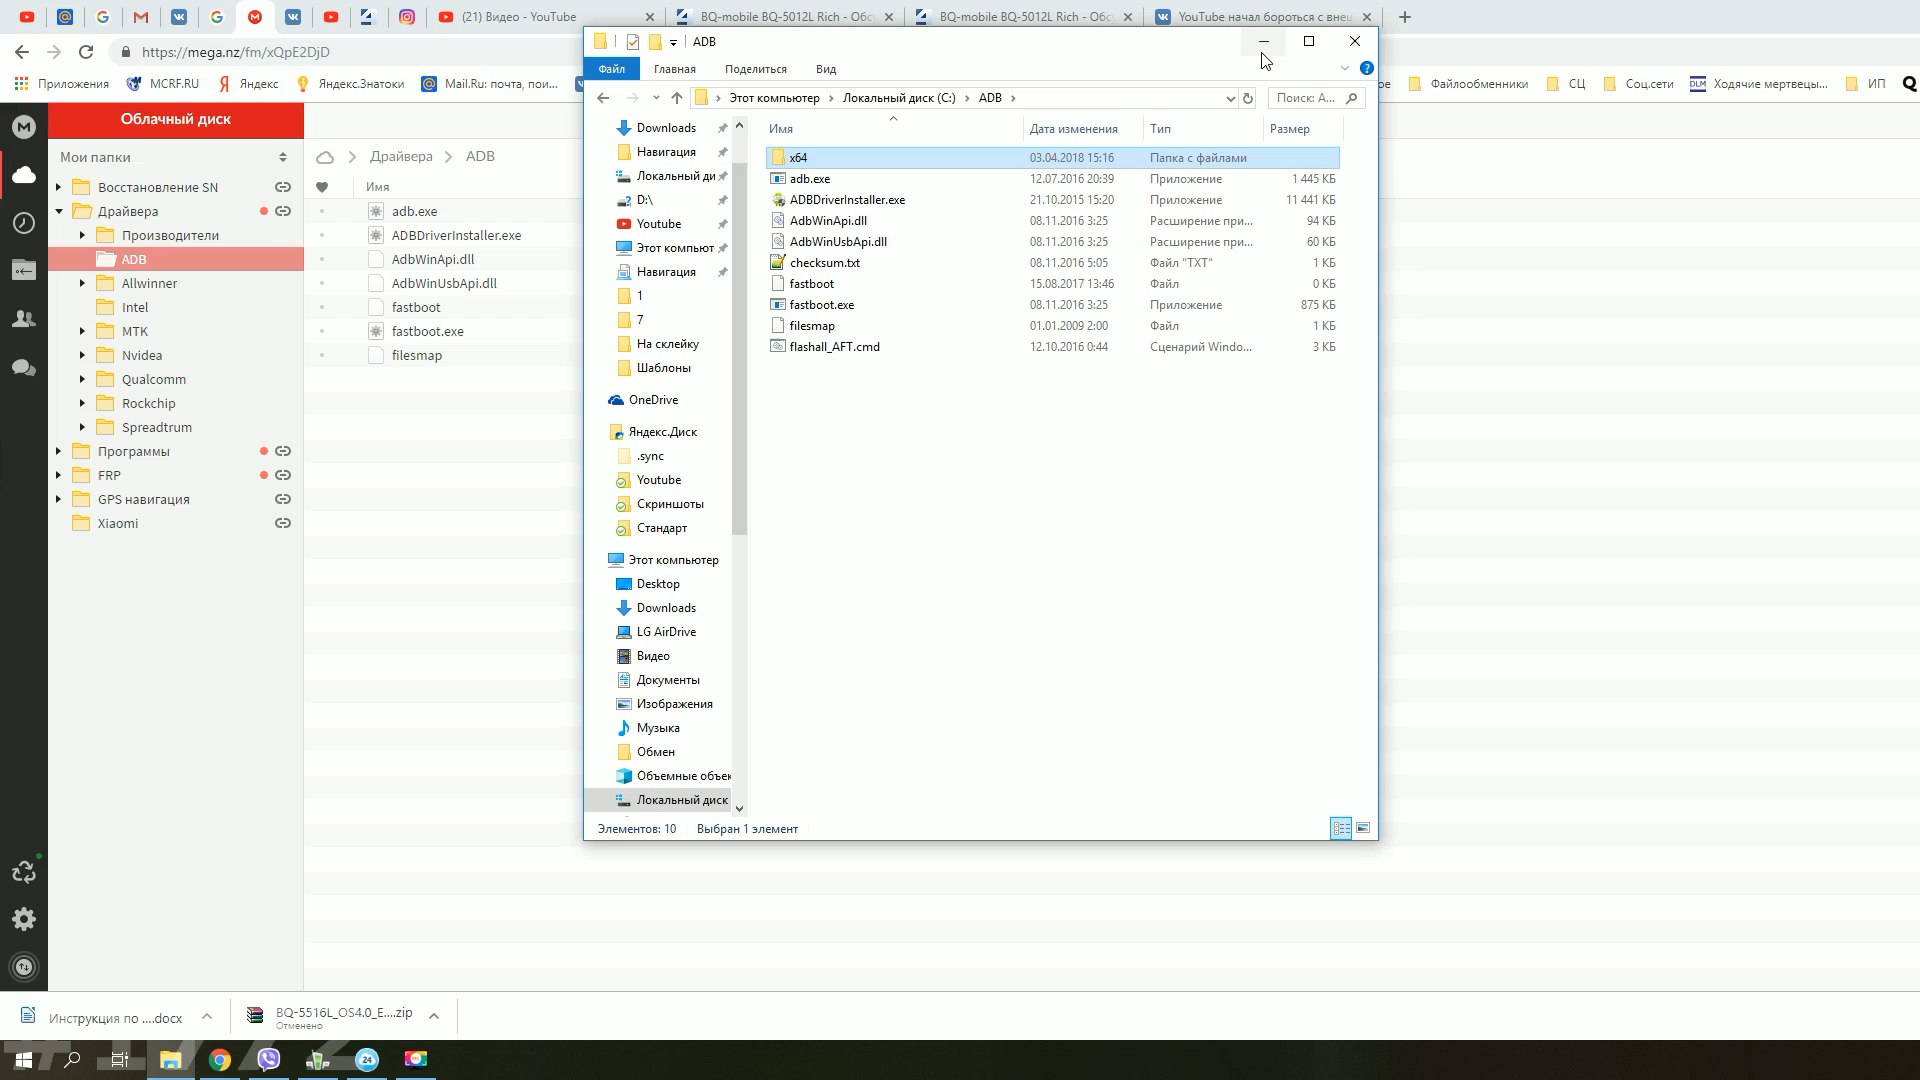 (21) Видео - YouTube
BQ-mobile BQ-5012L Rich - Обсу
BQ-mobile BQ-5012L Rich - Обсу
YouTube начал бороться с внеш
https://mega.nz/fm/xQpE2DjD
Приложения
MCRF.RU
Яндекс
Яндекс.Знатоки
Mail.Ru: почта, пои...
Файлообменники
СЦ
Соц.сети
Ходячие мертвецы...
ИП
Облачный диск
Мои папки
Восстановление SN
Драйвера
Производители
ADB
Allwinner
Intel
MTK
Nvidea
Qualcomm
Rockchip
Spreadtrum
Программы
FRP
GPS навигация
Xiaomi
Драйвера
ADB
Имя
adb.exe
ADBDriverInstaller.exe
AdbWinApi.dll
AdbWinUsbApi.dll
fastboot
fastboot.exe
filesmap
ADB
Файл
Главная
Поделиться
Вид
Этот компьютер
Локальный диск (C:)
ADB
Поиск: A...
Downloads
Навигация
Локальный ди
D:\
Youtube
Этот компьют
Навигация
1
7
На склейку
Шаблоны
OneDrive
Яндекс.Диск
.sync
Youtube
Скриншоты
Стандарт
Этот компьютер
Desktop
Downloads
LG AirDrive
Видео
Документы
Изображения
Музыка
Обмен
Объемные объек
Локальный диск
Имя Дата изменения Тип Размер
x64 03.04.2018 15:16 Папка с файлами
adb.exe 12.07.2016 20:39 Приложение 1 445 КБ
ADBDriverInstaller.exe 21.10.2015 15:20 Приложение 11 441 КБ
AdbWinApi.dll 08.11.2016 3:25 Расширение при... 94 КБ
AdbWinUsbApi.dll 08.11.2016 3:25 Расширение при... 60 КБ
checksum.txt 08.11.2016 5:05 Файл "TXT" 1 КБ
fastboot 15.08.2017 13:46 Файл 0 КБ
fastboot.exe 08.11.2016 3:25 Приложение 875 КБ
filesmap 01.01.2009 2:00 Файл 1 КБ
flashall_AFT.cmd 12.10.2016 0:44 Сценарий Windo... 3 КБ
Элементов: 10
Выбран 1 элемент
Инструкция по ....docx
BQ-5516L_OS4.0_E....zip
Отменено
24